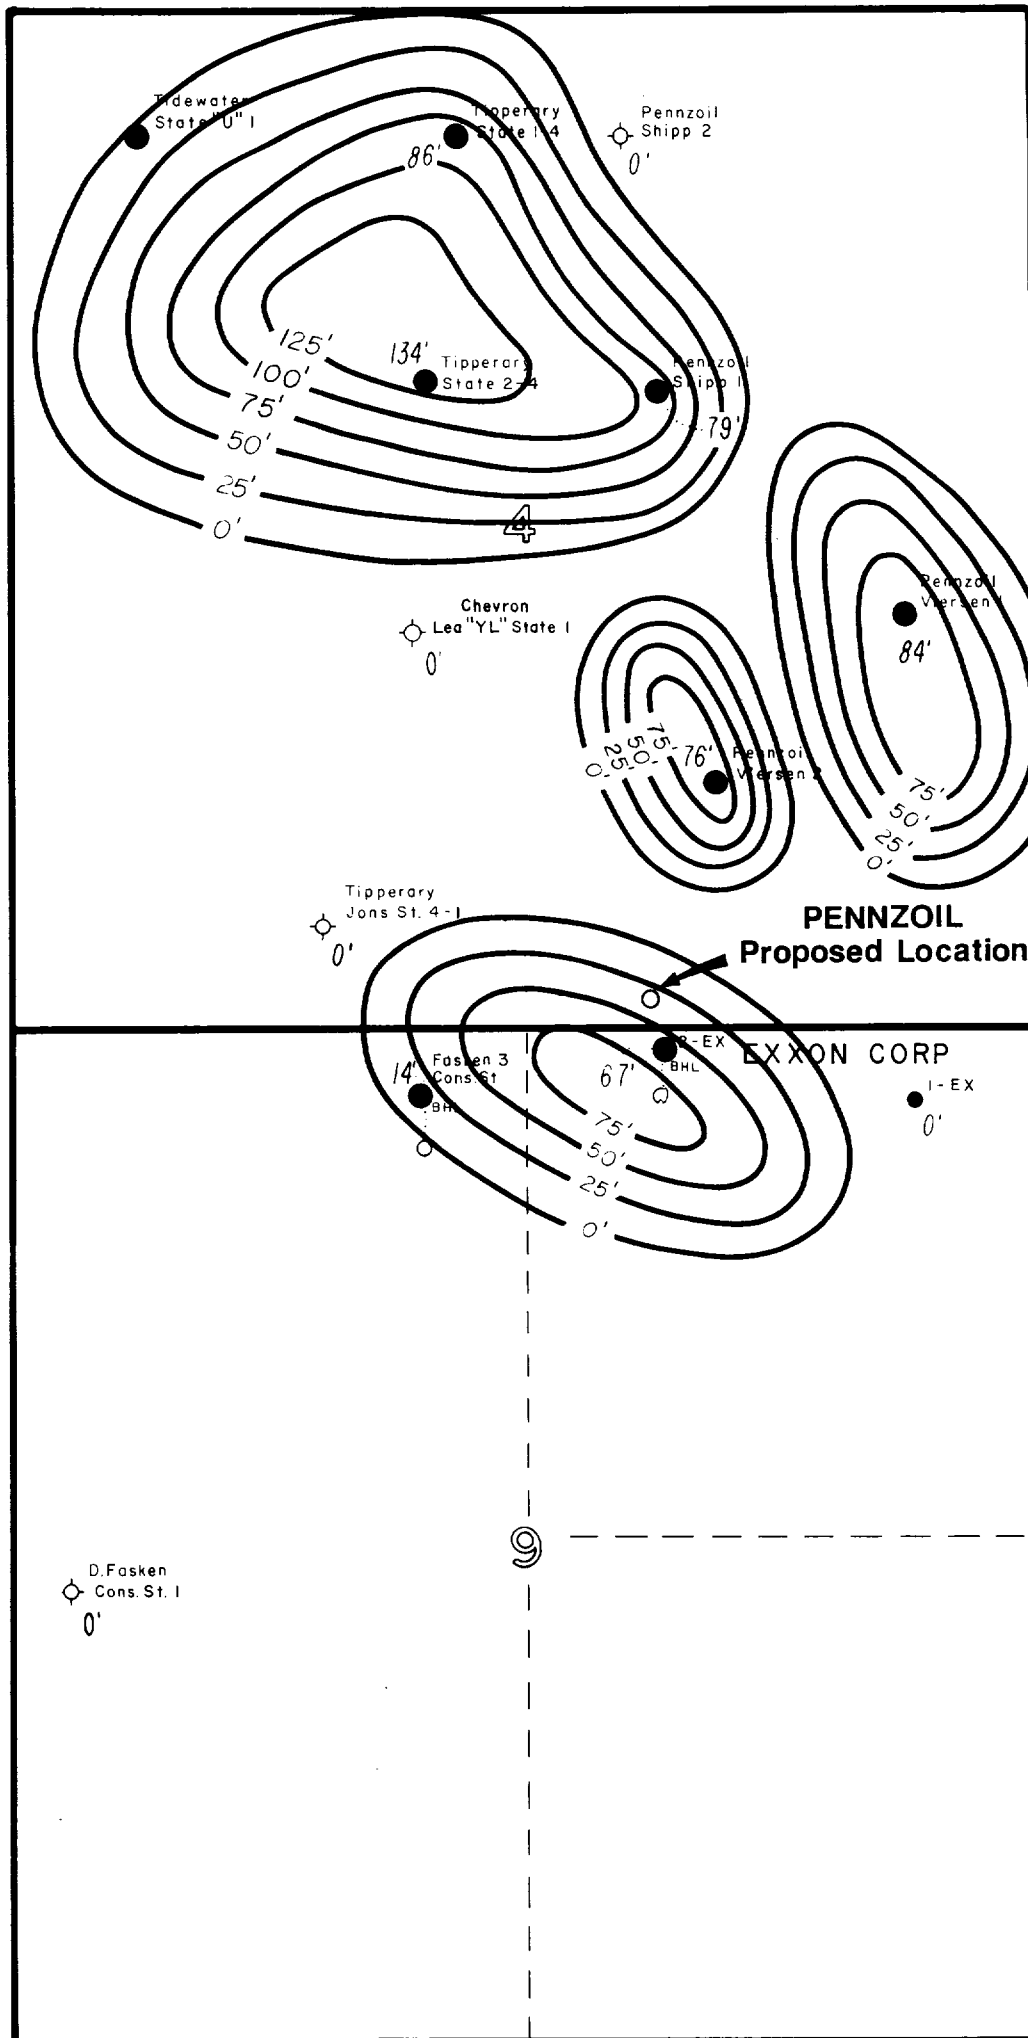 Tidewater
State "U" 1
Tipperary
State 1-4
86'
Pennzoil
Shipp 2
0'
125'
100'
75'
50'
25'
0'
134'
Tipperary
State 2-4
Pennzoil
Shipp 1
79'
4
Chevron
Lea "YL" State 1
0'
Pennzoil
Viersen 1
84'
75'
50'
25'
0'
76'
Pennzoil
Viersen 2
75'
50'
25'
0'
Tipperary
Jons St. 4-1
0'
PENNZOIL
Proposed Location
EXXON CORP
2-EX
BHL
67'
Fasken 3
Cons. St
14'
BHL
1-EX
0'
75'
50'
25'
0'
9
D. Fasken
Cons. St. 1
0'